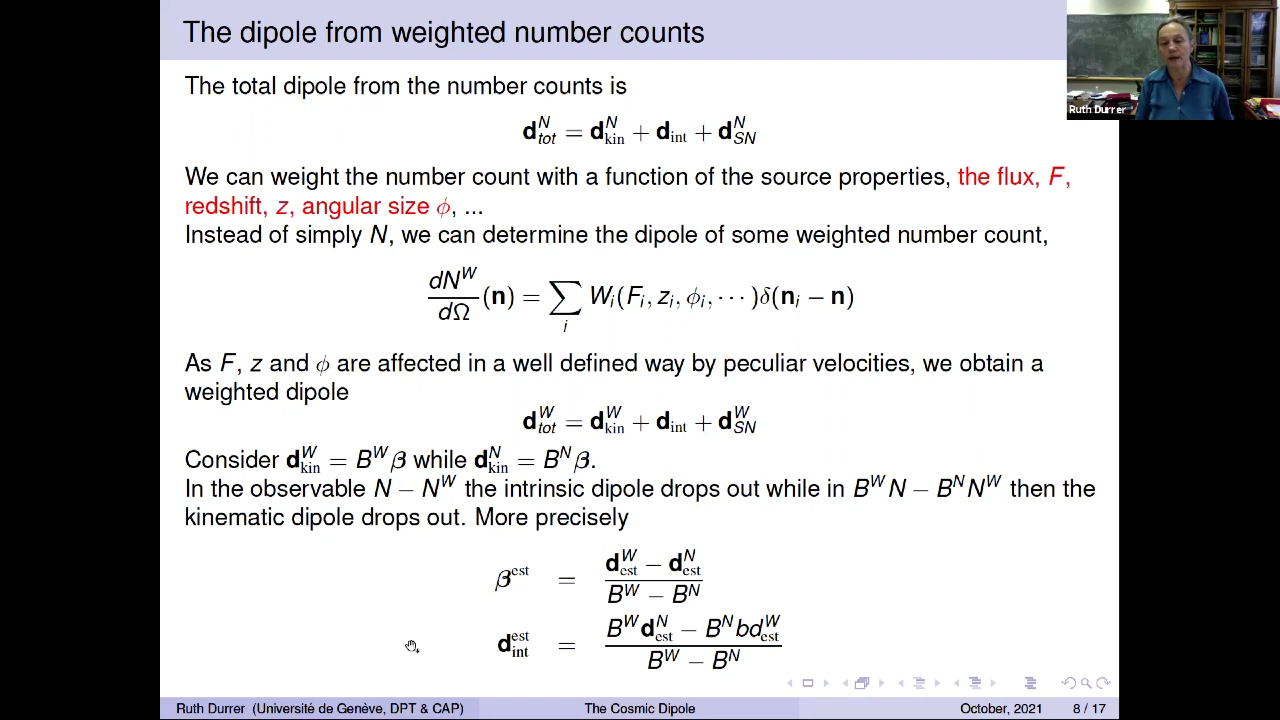 The dipole from weighted number counts
Ruth Durrer
The total dipole from the number counts is
d^N_tot = d^N_kin + d_int + d^N_SN
We can weight the number count with a function of the source properties, the flux, F,
redshift, z, angular size ϕ, ...
Instead of simply N, we can determine the dipole of some weighted number count,
dN^W/dΩ (n) = ∑_i W_i(F_i, z_i, ϕ_i, ⋯)δ(n_i − n)
As F, z and ϕ are affected in a well defined way by peculiar velocities, we obtain a
weighted dipole
d^W_tot = d^W_kin + d_int + d^W_SN
Consider d^W_kin = B^W β while d^N_kin = B^N β.
In the observable N − N^W the intrinsic dipole drops out while in B^W N − B^N N^W then the
kinematic dipole drops out. More precisely
β^est = (d^W_est − d^N_est) / (B^W − B^N)
d^est_int = (B^W d^N_est − B^N bd^W_est) / (B^W − B^N)
Ruth Durrer (Université de Genève, DPT & CAP) The Cosmic Dipole October, 2021 8 / 17